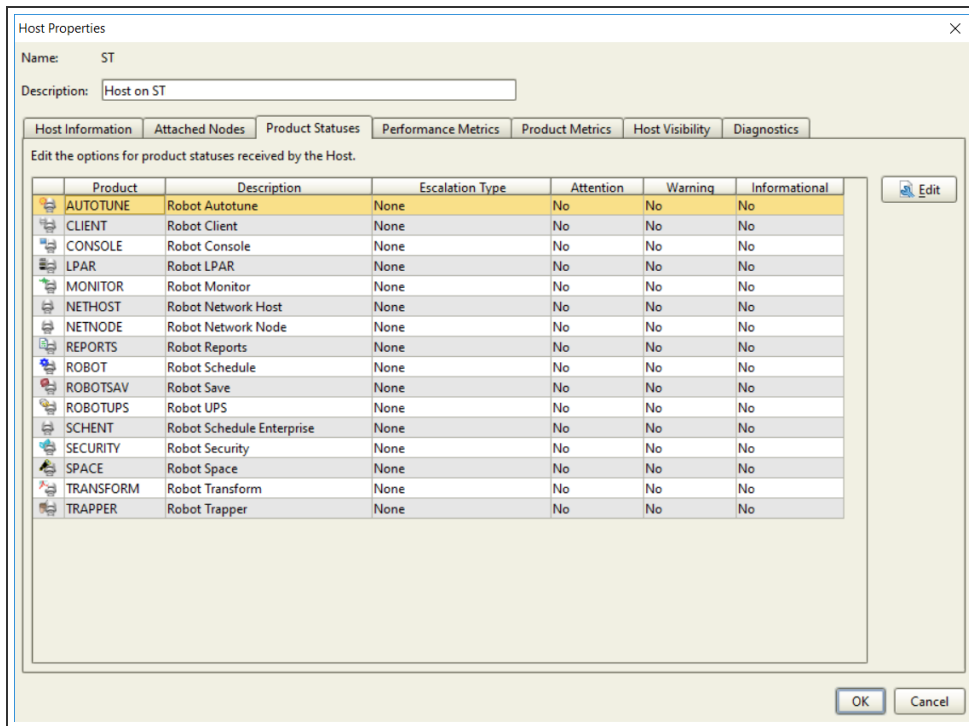 Host Properties
Name: ST
Description: Host on ST
Host Information Attached Nodes Product Statuses Performance Metrics Product Metrics Host Visibility Diagnostics
Edit the options for product statuses received by the Host.
Product Description Escalation Type Attention Warning Informational
Edit
AUTOTUNE Robot Autotune None No No No
CLIENT Robot Client None No No No
CONSOLE Robot Console None No No No
LPAR Robot LPAR None No No No
MONITOR Robot Monitor None No No No
NETHOST Robot Network Host None No No No
NETNODE Robot Network Node None No No No
REPORTS Robot Reports None No No No
ROBOT Robot Schedule None No No No
ROBOTSAV Robot Save None No No No
ROBOTUPS Robot UPS None No No No
SCHENT Robot Schedule Enterprise None No No No
SECURITY Robot Security None No No No
SPACE Robot Space None No No No
TRANSFORM Robot Transform None No No No
TRAPPER Robot Trapper None No No No
OK Cancel